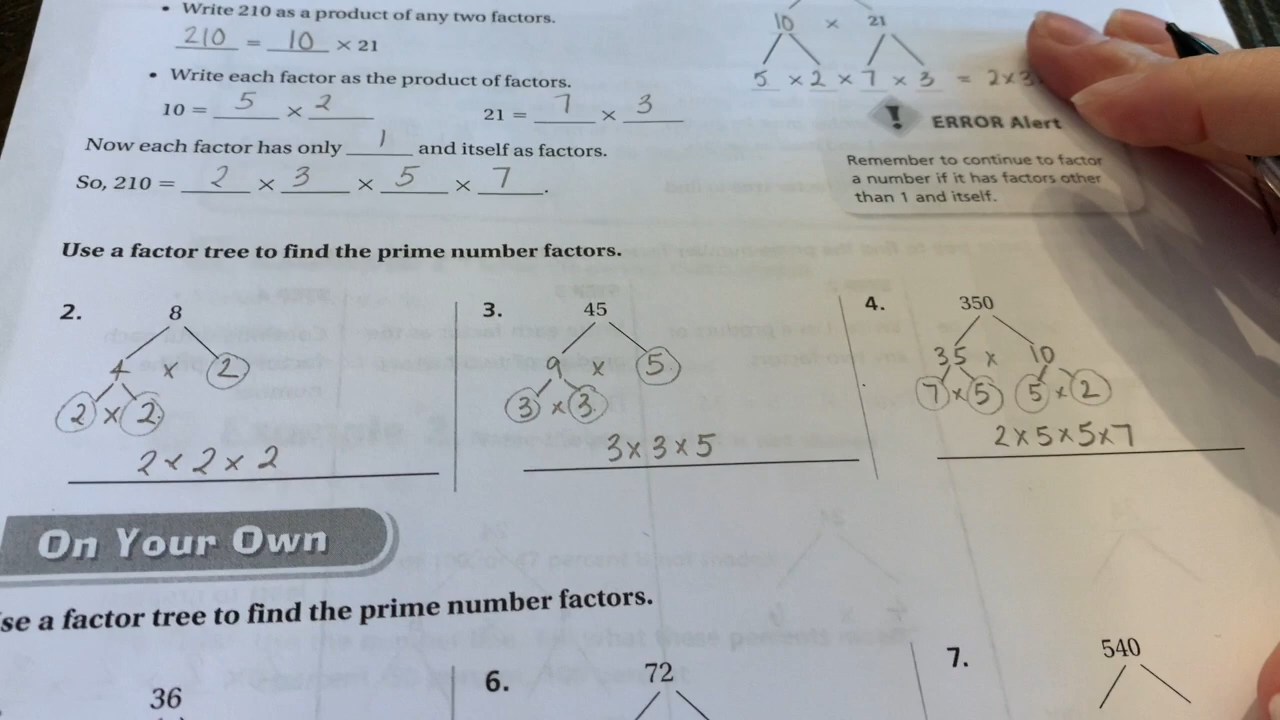 • Write 210 as a product of any two factors.
210 = 10 × 21
• Write each factor as the product of factors.
10 = 5 × 2 21 = 7 × 3
Now each factor has only 1 and itself as factors.
So, 210 = 2 × 3 × 5 × 7.
10 × 21
5 × 2 × 7 × 3 = 2×3
! ERROR Alert
Remember to continue to factor
a number if it has factors other
than 1 and itself.
Use a factor tree to find the prime number factors.
2. 8
4 × 2
2 × 2
2 × 2 × 2
3. 45
9 × 5
3 × 3
3 × 3 × 5
4. 350
35 × 10
7 × 5 5 × 2
2 × 5 × 5 × 7
On Your Own
se a factor tree to find the prime number factors.
36
6. 72
7. 540